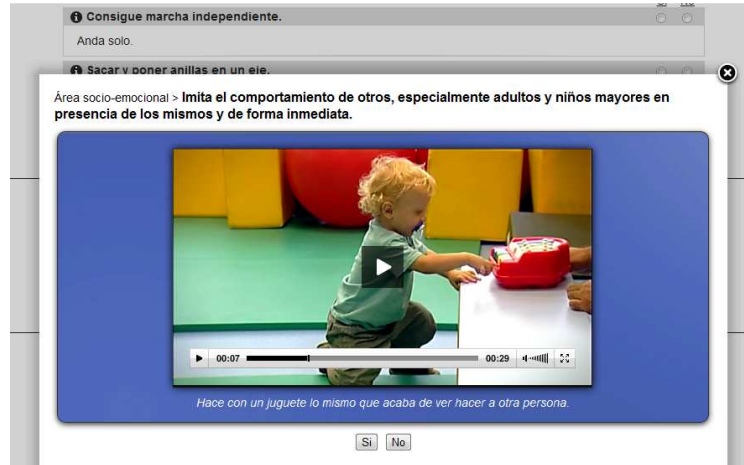 Consigue marcha independiente.
Anda solo.
Sacar y poner anillas en un eje.
Área socio-emocional > Imita el comportamiento de otros, especialmente adultos y niños mayores en
presencia de los mismos y de forma inmediata.
00:07 00:29
Hace con un juguete lo mismo que acaba de ver hacer a otra persona.
Si No